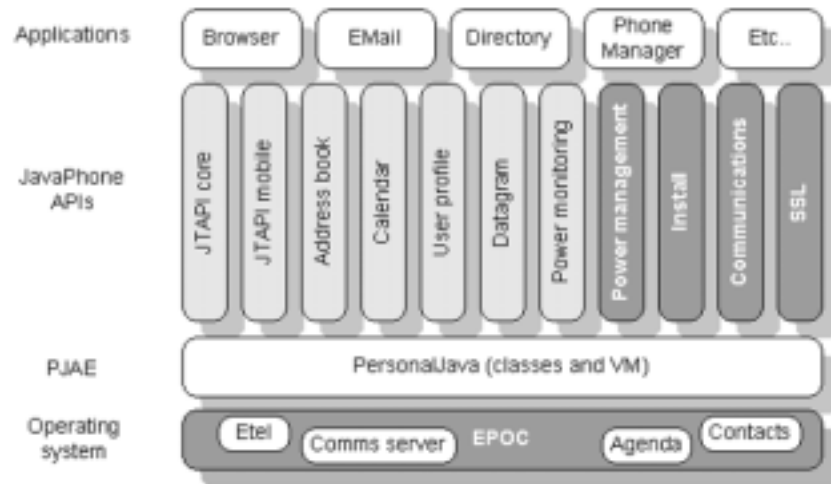 Applications
Browser
EMail
Directory
Phone
Manager
Etc..
JavaPhone
APIs
JTAPI core
JTAPI mobile
Address book
Calendar
User profile
Datagram
Power monitoring
Power management
Install
Communications
SSL
PJAE
PersonalJava (classes and VM)
Operating
system
Etel
Comms server
EPOC
Agenda
Contacts